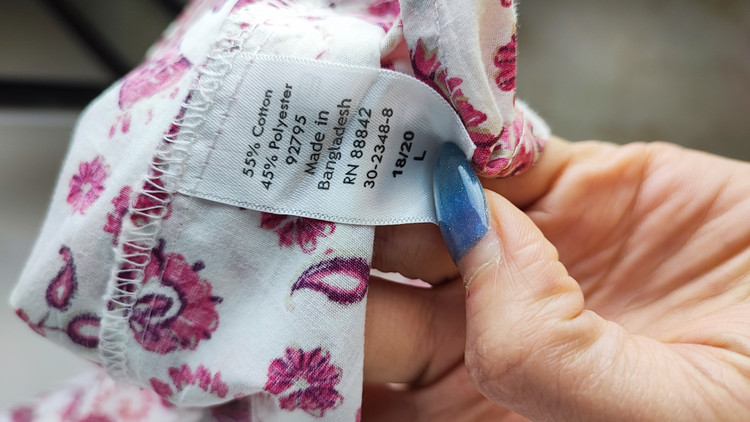 55% Cotton
45% Polyester
92795
Made in
Bangladesh
RN 88842
30-2348-8
18/20
L